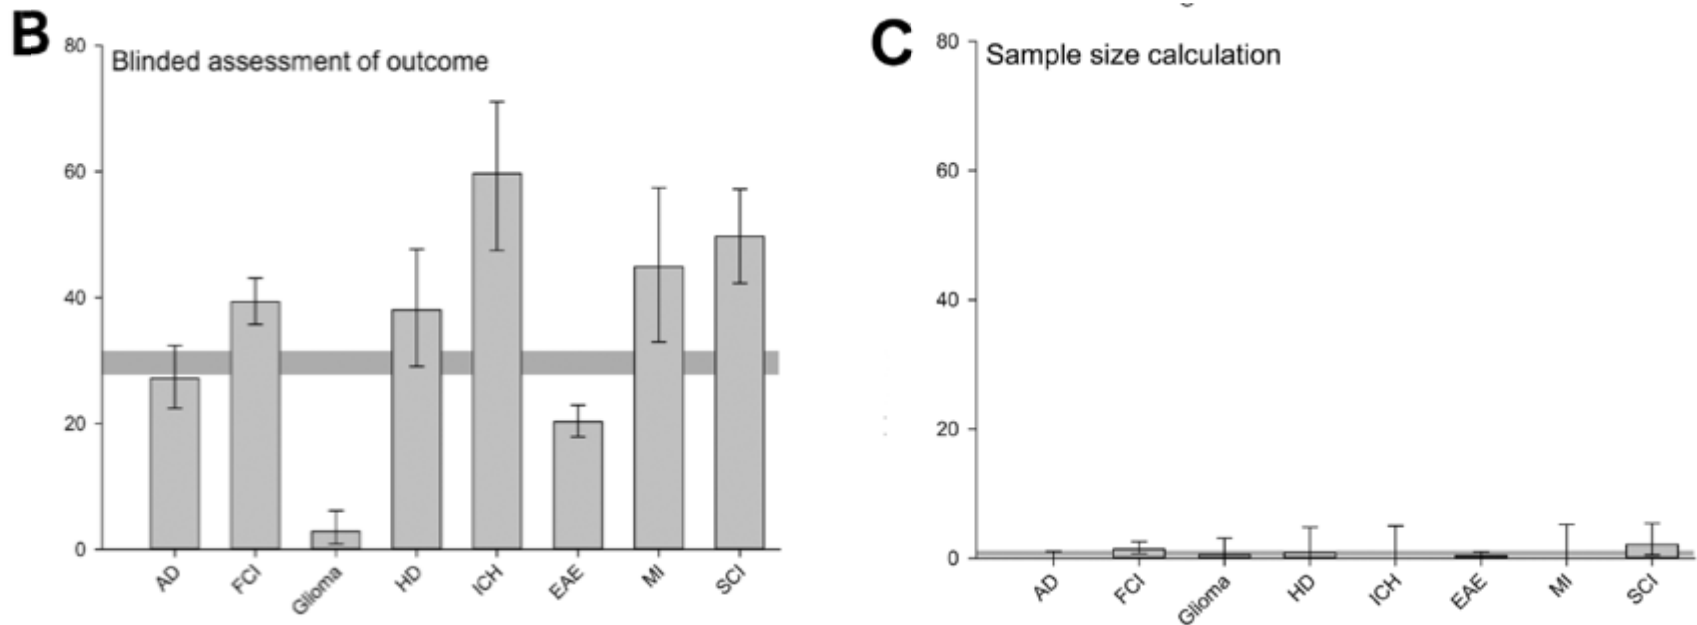 B
Blinded assessment of outcome
80
60
40
20
0
AD
FCI
Glioma
HD
ICH
EAE
MI
SCI
C
Sample size calculation
80
60
40
20
0
AD
FCI
Glioma
HD
ICH
EAE
MI
SCI